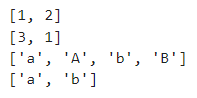 [1, 2]
[3, 1]
['a', 'A', 'b', 'B']
['a', 'b']